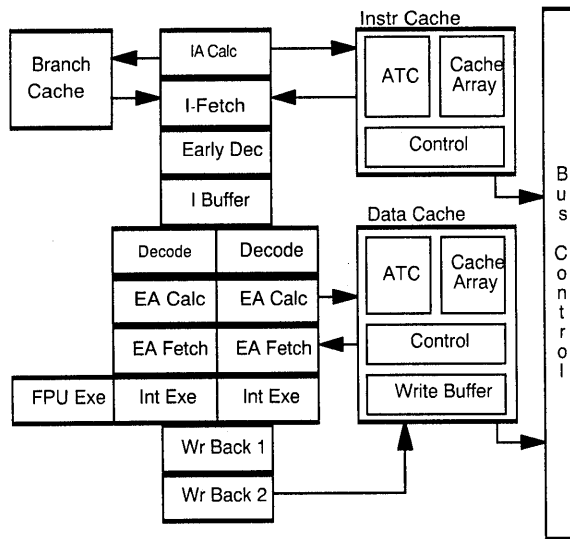 Instr Cache
IA Calc
Branch
Cache
ATC
Cache
Array
I-Fetch
Control
Early Dec
I Buffer
Bus Control
Data Cache
Decode
Decode
ATC
Cache
Array
EA Calc
EA Calc
EA Fetch
EA Fetch
Control
FPU Exe
Int Exe
Int Exe
Write Buffer
Wr Back 1
Wr Back 2